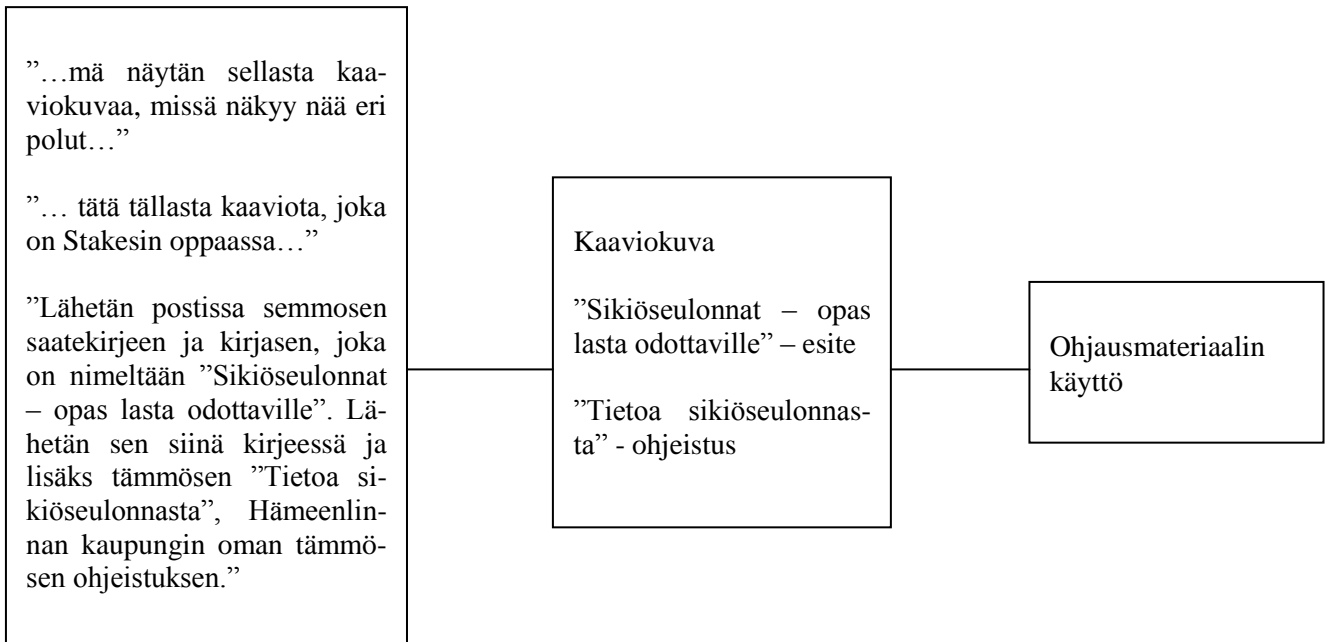 ”…mä näytän sellasta kaa-
viokuvaa, missä näkyy nää eri
polut…”
”… tätä tällasta kaaviota, joka
on Stakesin oppaassa…”
”Lähetän postissa semmosen
saatekirjeen ja kirjasen, joka
on nimeltään ”Sikiöseulonnat
– opas lasta odottaville”. Lä-
hetän sen siinä kirjeessä ja
lisäks tämmösen ”Tietoa si-
kiöseulonnasta”, Hämeenlin-
nan kaupungin oman tämmö-
sen ohjeistuksen.”
Kaaviokuva
”Sikiöseulonnat – opas
lasta odottaville” – esite
”Tietoa sikiöseulonnas-
ta” - ohjeistus
Ohjausmateriaalin
käyttö